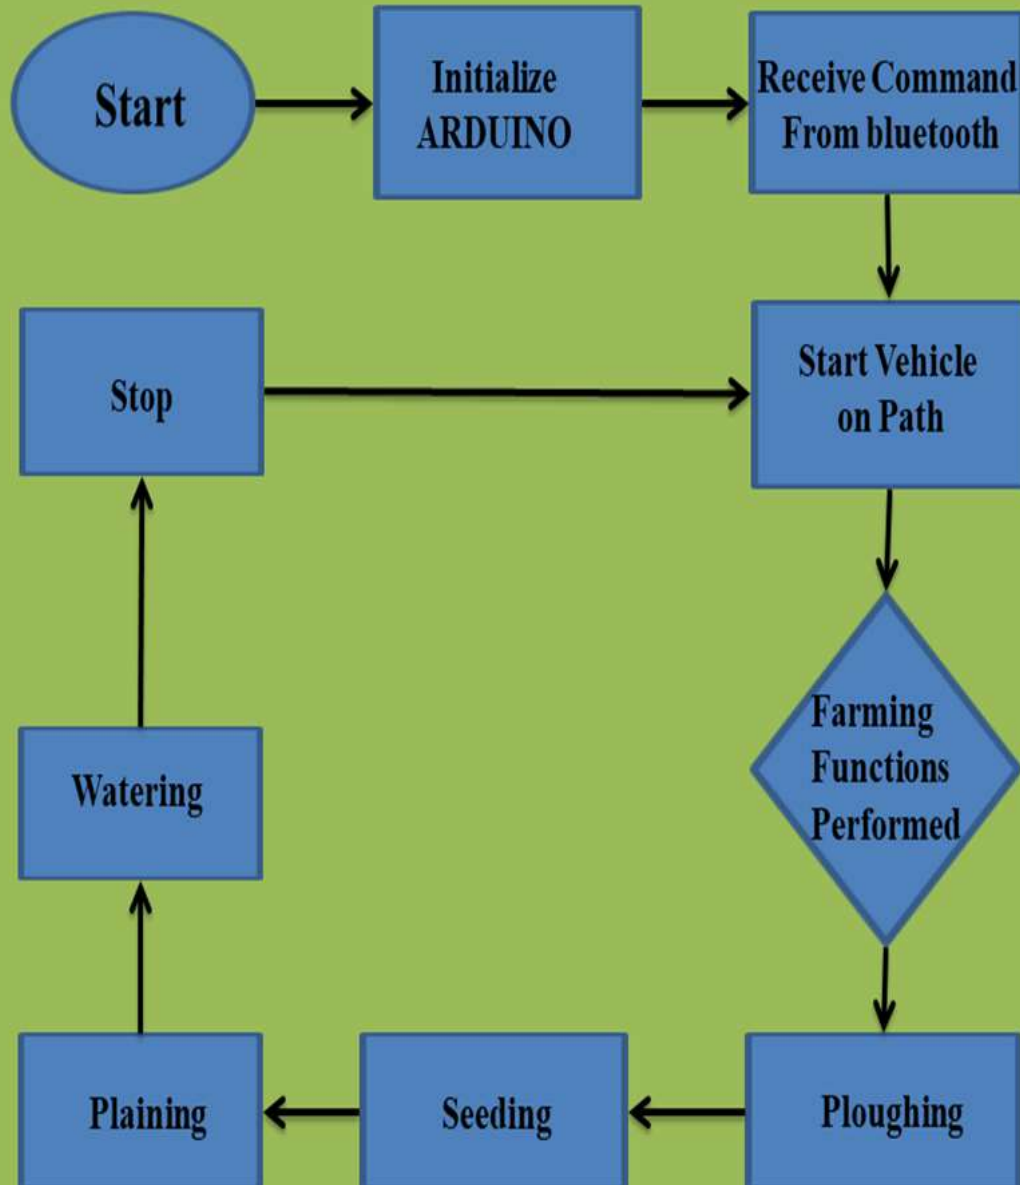 Start
Initialize
ARDUINO
Receive Command
From bluetooth
Stop
Start Vehicle
on Path
Farming
Functions
Performed
Watering
Plaining
Seeding
Ploughing